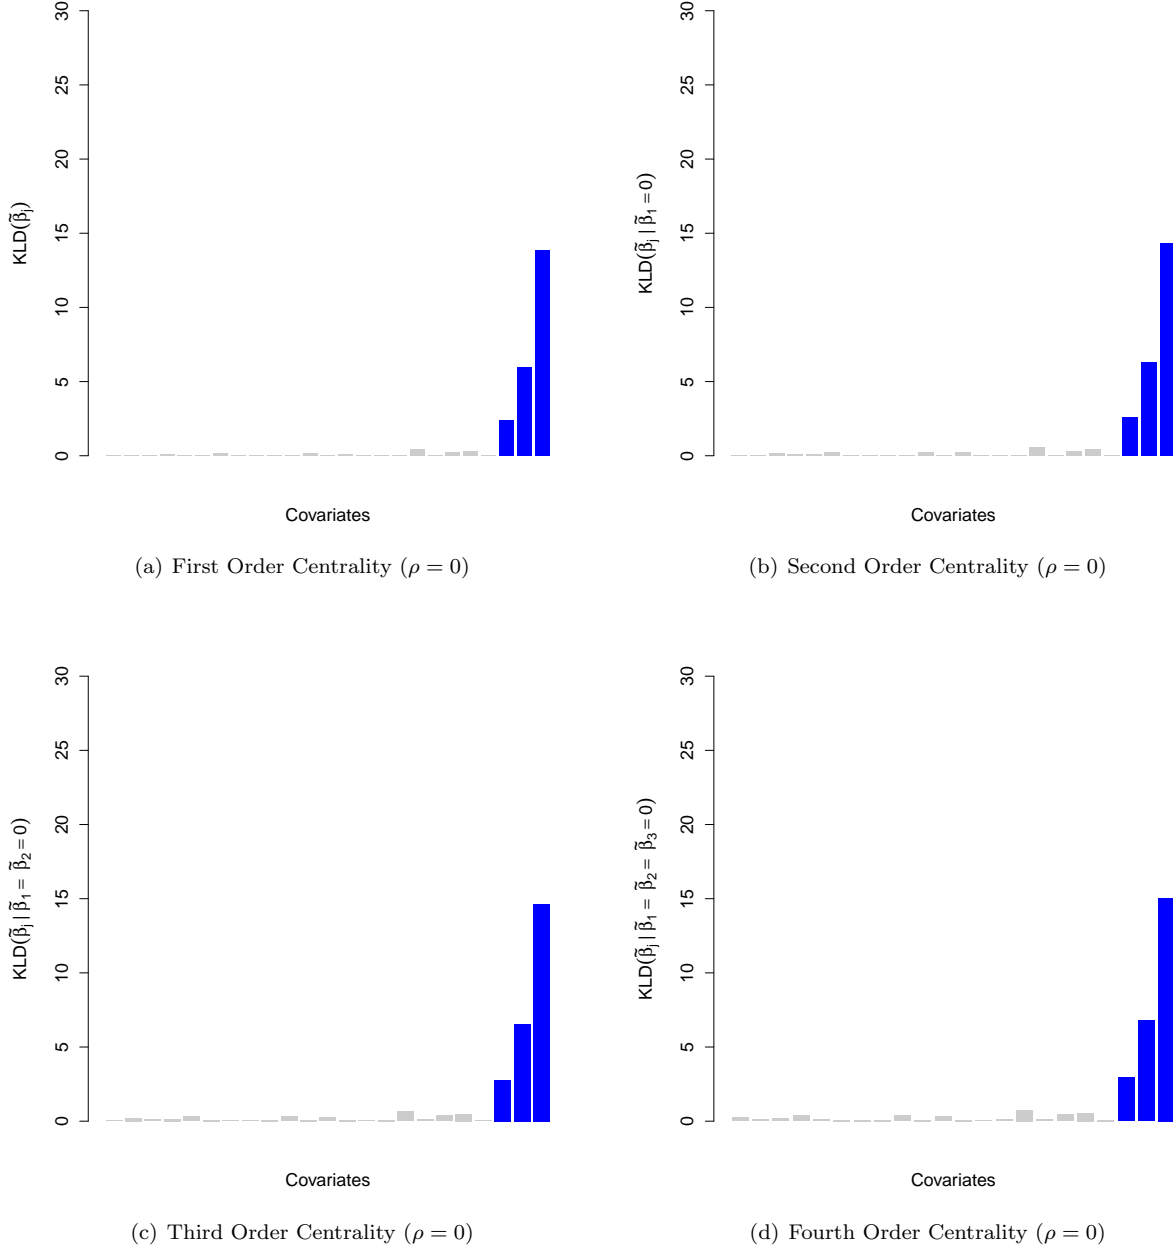 30
25
20
15
10
5
0
KLD(β̃j)
Covariates
(a) First Order Centrality (ρ = 0)
30
25
20
15
10
5
0
KLD(β̃j | β̃1 = 0)
Covariates
(b) Second Order Centrality (ρ = 0)
30
25
20
15
10
5
0
KLD(β̃j | β̃1 = β̃2 = 0)
Covariates
(c) Third Order Centrality (ρ = 0)
30
25
20
15
10
5
0
KLD(β̃j | β̃1 = β̃2 = β̃3 = 0)
Covariates
(d) Fourth Order Centrality (ρ = 0)